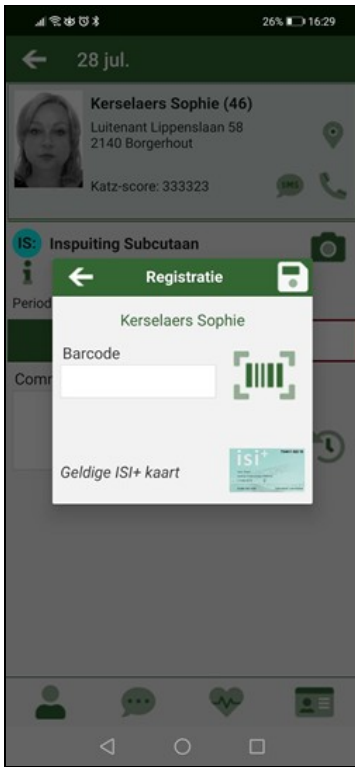 26% 16:29
28 jul.
Kerselaers Sophie (46)
Luitenant Lippenslaan 58
2140 Borgerhout
Katz-score: 333323
SMS
IS: Inspuiting Subcutaan
Registratie
Period
Kerselaers Sophie
Barcode
Comm
Geldige ISI+ kaart
isi+